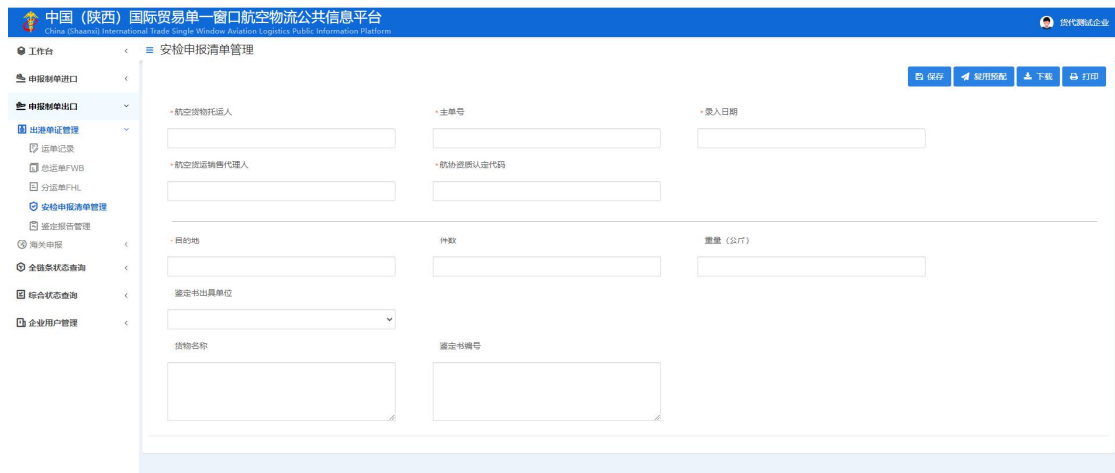 中国（陕西）国际贸易单一窗口航空物流公共信息平台
China (Shaanxi) International Trade Single Window Aviation Logistics Public Information Platform
货代测试企业
工作台
申报制单进口
申报制单出口
出港单证管理
运单记录
总运单FWB
分运单FHL
安检申报清单管理
鉴定报告管理
海关申报
全链条状态查询
综合状态查询
企业用户管理
安检申报清单管理
保存 复用预配 下载 打印
*航空货物托运人 *主单号 *录入日期
*航空货运销售代理人 *航协资质认定代码
*目的地 件数 重量（公斤）
鉴定书出具单位
货物名称 鉴定书编号